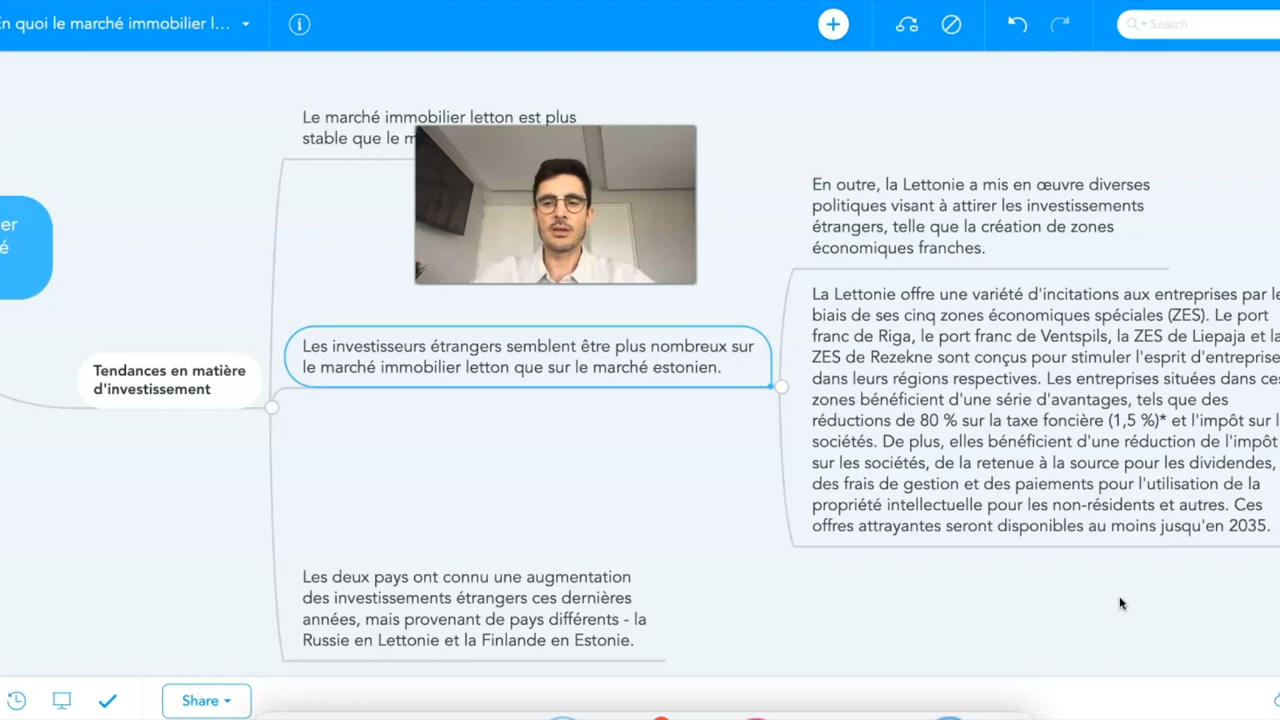 En quoi le marché immobilier l...
Search
Le marché immobilier letton est plus
stable que le m
er
é
Tendances en matière
d'investissement
Les investisseurs étrangers semblent être plus nombreux sur
le marché immobilier letton que sur le marché estonien.
En outre, la Lettonie a mis en œuvre diverses
politiques visant à attirer les investissements
étrangers, telle que la création de zones
économiques franches.
La Lettonie offre une variété d'incitations aux entreprises par le
biais de ses cinq zones économiques spéciales (ZES). Le port
franc de Riga, le port franc de Ventspils, la ZES de Liepaja et la
ZES de Rezekne sont conçus pour stimuler l'esprit d'entreprise
dans leurs régions respectives. Les entreprises situées dans ces
zones bénéficient d'une série d'avantages, tels que des
réductions de 80 % sur la taxe foncière (1,5 %)* et l'impôt sur l
sociétés. De plus, elles bénéficient d'une réduction de l'impôt
sur les sociétés, de la retenue à la source pour les dividendes,
des frais de gestion et des paiements pour l'utilisation de la
propriété intellectuelle pour les non-résidents et autres. Ces
offres attrayantes seront disponibles au moins jusqu'en 2035.
Les deux pays ont connu une augmentation
des investissements étrangers ces dernières
années, mais provenant de pays différents - la
Russie en Lettonie et la Finlande en Estonie.
Share